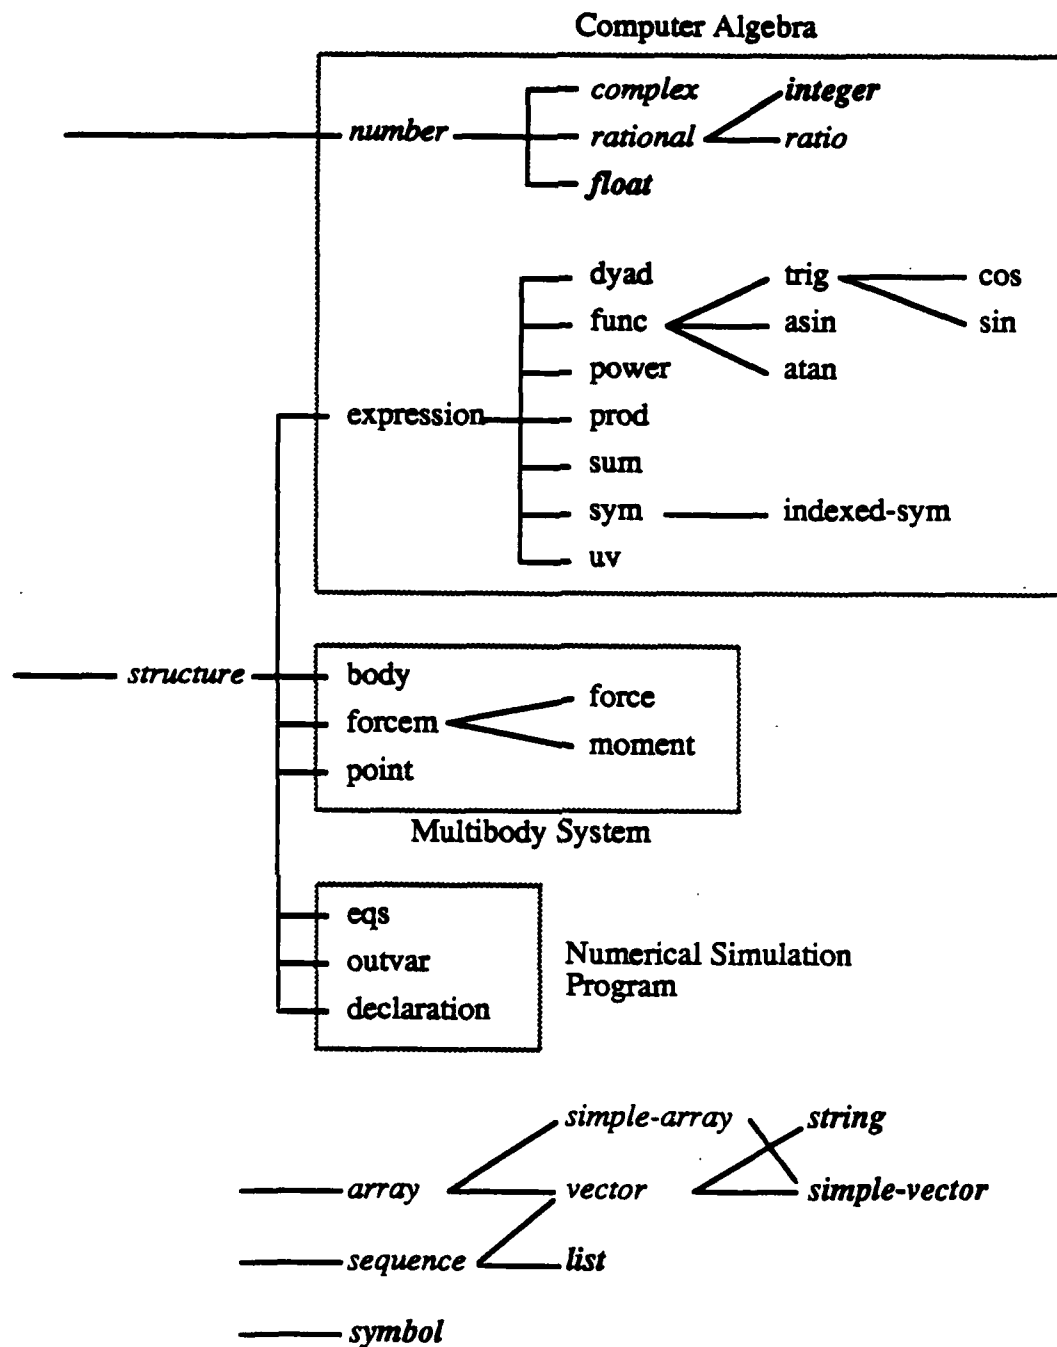 Computer Algebra
complex integer
number rational ratio
float
dyad trig cos
func asin sin
power atan
expression prod
sum
sym indexed-sym
uv
structure body
force
forcem
moment
point
Multibody System
eqs
outvar
declaration
Numerical Simulation
Program
simple-array string
array vector simple-vector
sequence list
symbol